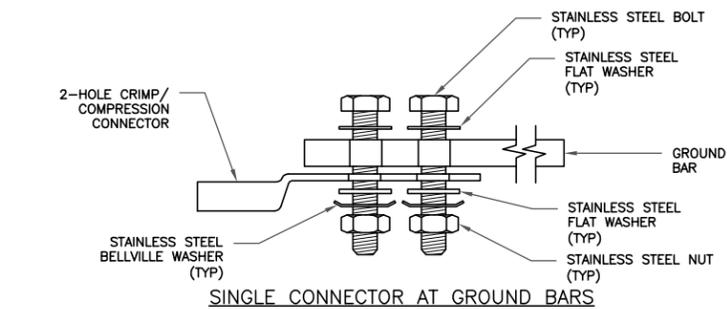 STAINLESS STEEL BOLT
(TYP)
STAINLESS STEEL
FLAT WASHER
(TYP)
2-HOLE CRIMP/
COMPRESSION
CONNECTOR
GROUND
BAR
STAINLESS STEEL
FLAT WASHER
(TYP)
STAINLESS STEEL
BELLVILLE WASHER
(TYP)
STAINLESS STEEL NUT
(TYP)
SINGLE CONNECTOR AT GROUND BARS